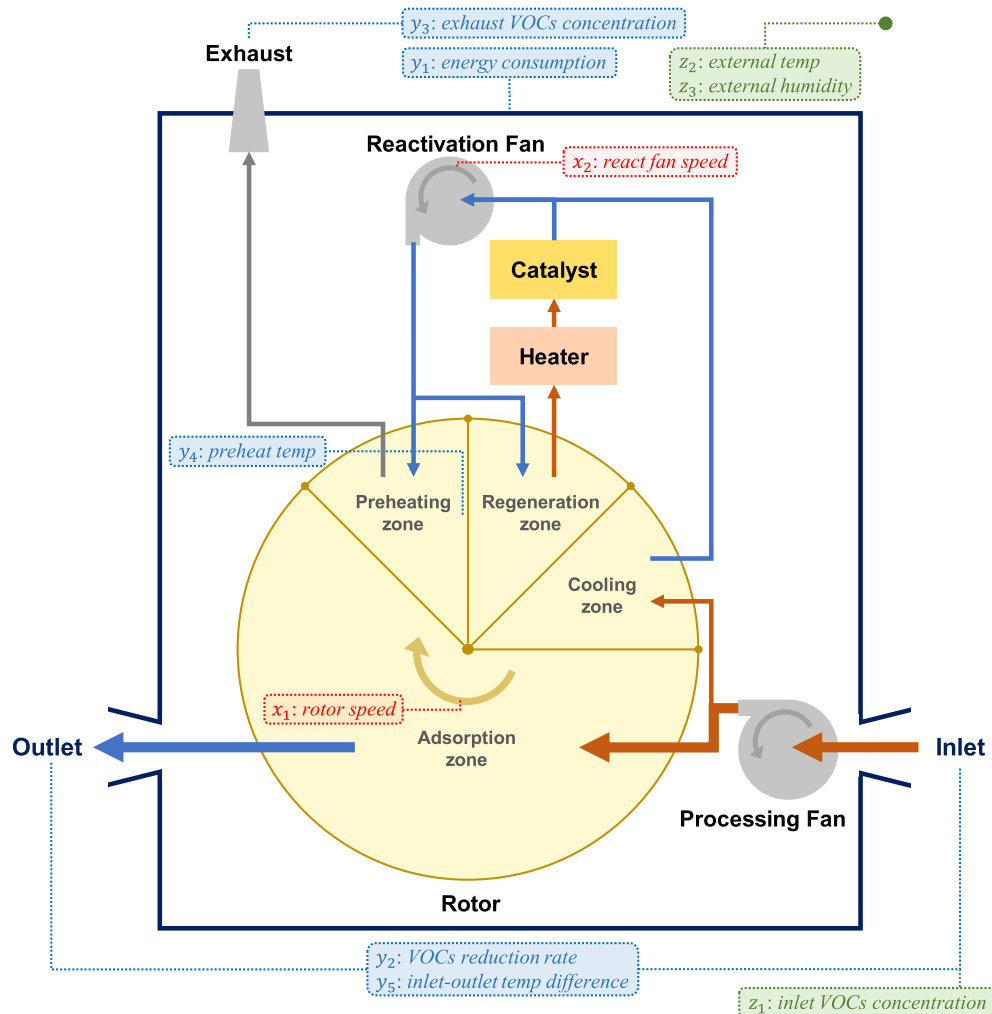 y₃: exhaust VOCs concentration
Exhaust
y₁: energy consumption
z₂: external temp
z₃: external humidity
Reactivation Fan
x₂: react fan speed
Catalyst
Heater
y₄: preheat temp
Preheating
zone
Regeneration
zone
Cooling
zone
x₁: rotor speed
Adsorption
zone
Outlet
Inlet
Processing Fan
Rotor
y₂: VOCs reduction rate
y₅: inlet-outlet temp difference
z₁: inlet VOCs concentration